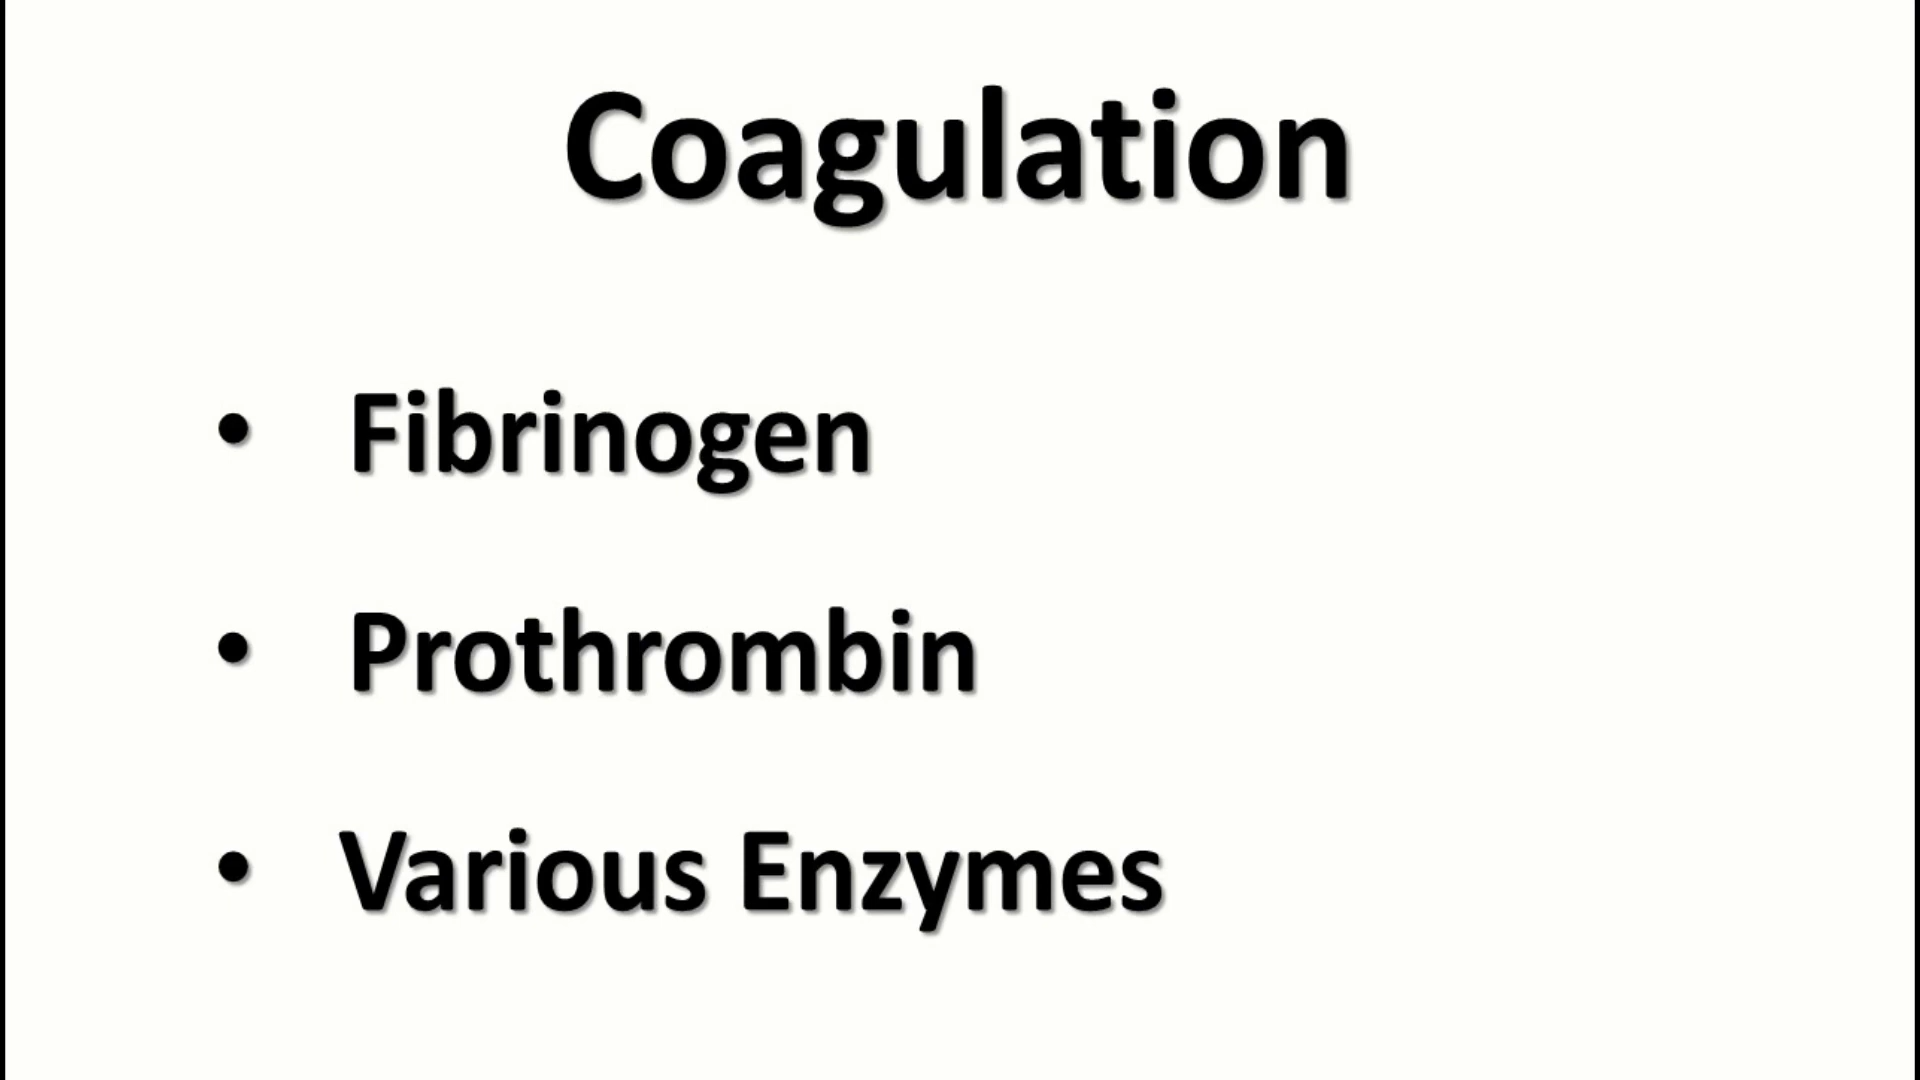 Coagulation
• Fibrinogen
• Prothrombin
• Various Enzymes